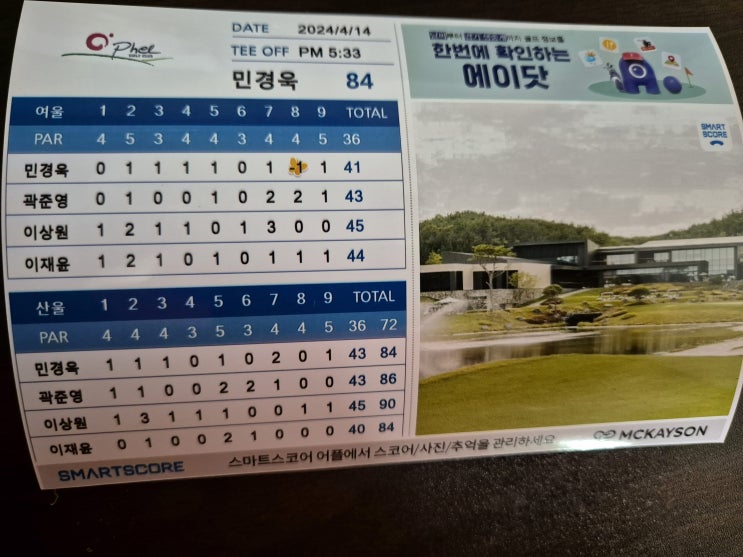 Phel
GOLF CLUB
DATE 2024/4/14
TEE OFF PM 5:33
민경욱 84
여울 1 2 3 4 5 6 7 8 9 TOTAL
PAR 4 5 3 4 4 3 4 4 5 36
민경욱 0 1 1 1 1 0 1 -1 1 41
곽준영 0 1 0 0 1 0 2 2 1 43
이상원 1 2 1 1 0 1 3 0 0 45
이재윤 1 2 1 0 1 0 1 1 1 44
산울 1 2 3 4 5 6 7 8 9 TOTAL
PAR 4 4 4 3 5 3 4 4 5 36 72
민경욱 1 1 1 0 1 0 2 0 1 43 84
곽준영 1 1 0 0 2 2 1 0 0 43 86
이상원 1 3 1 1 1 0 0 1 1 45 90
이재윤 0 1 0 0 2 1 0 0 0 40 84
SMARTSCORE
스마트스코어 어플에서 스코어/사진/추억을 관리하세요
한번에 확인하는
에이닷
SMART
SCORE
MCKAYSON